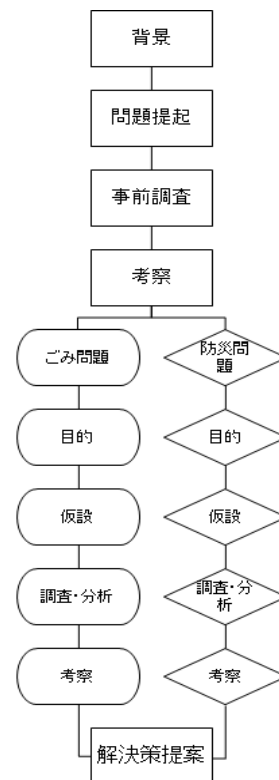 背景
問題提起
事前調査
考察
ごみ問題
目的
仮設
調査・分析
考察
防災問
題
目的
仮設
調査・分
析
考察
解決策提案